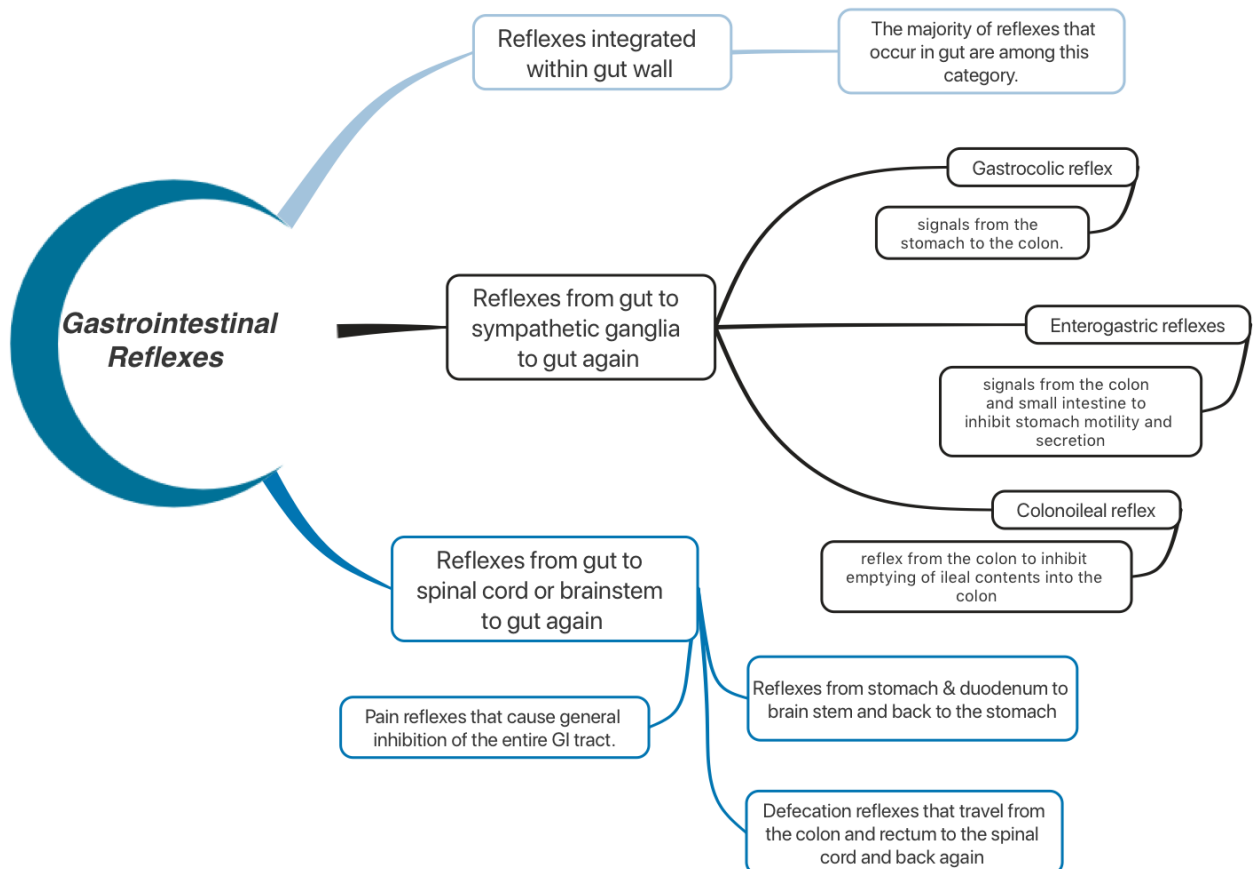 Gastrointestinal
Reflexes
Reflexes integrated
within gut wall
The majority of reflexes that
occur in gut are among this
category.
Reflexes from gut to
sympathetic ganglia
to gut again
Gastrocolic reflex
signals from the
stomach to the colon.
Enterogastric reflexes
signals from the colon
and small intestine to
inhibit stomach motility and
secretion
Colonoileal reflex
reflex from the colon to inhibit
emptying of ileal contents into the
colon
Reflexes from gut to
spinal cord or brainstem
to gut again
Pain reflexes that cause general
inhibition of the entire GI tract.
Reflexes from stomach & duodenum to
brain stem and back to the stomach
Defecation reflexes that travel from
the colon and rectum to the spinal
cord and back again